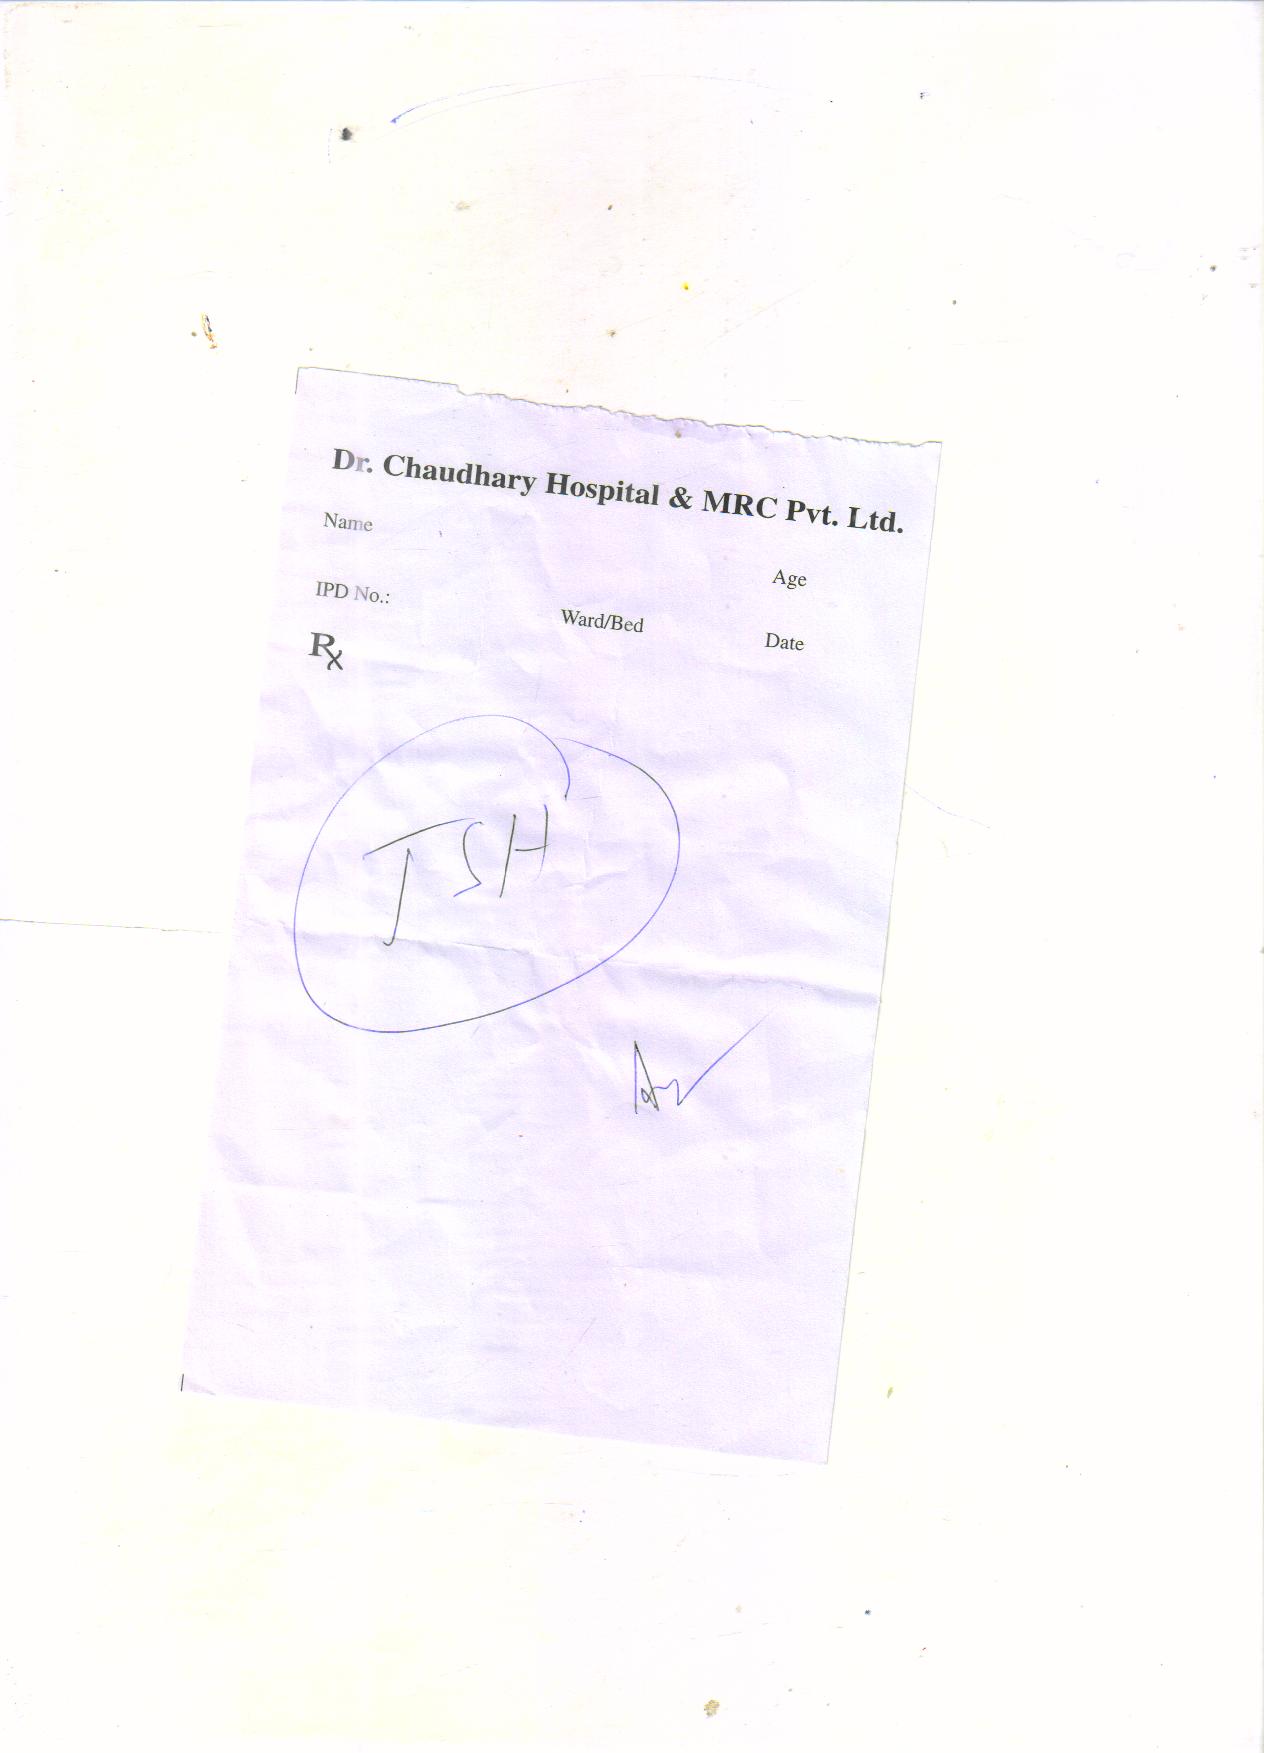 Dr. Chaudhary Hospital & MRC Pvt. Ltd.
Name
Age
IPD No.:
Ward/Bed
Date
Rx
TSH